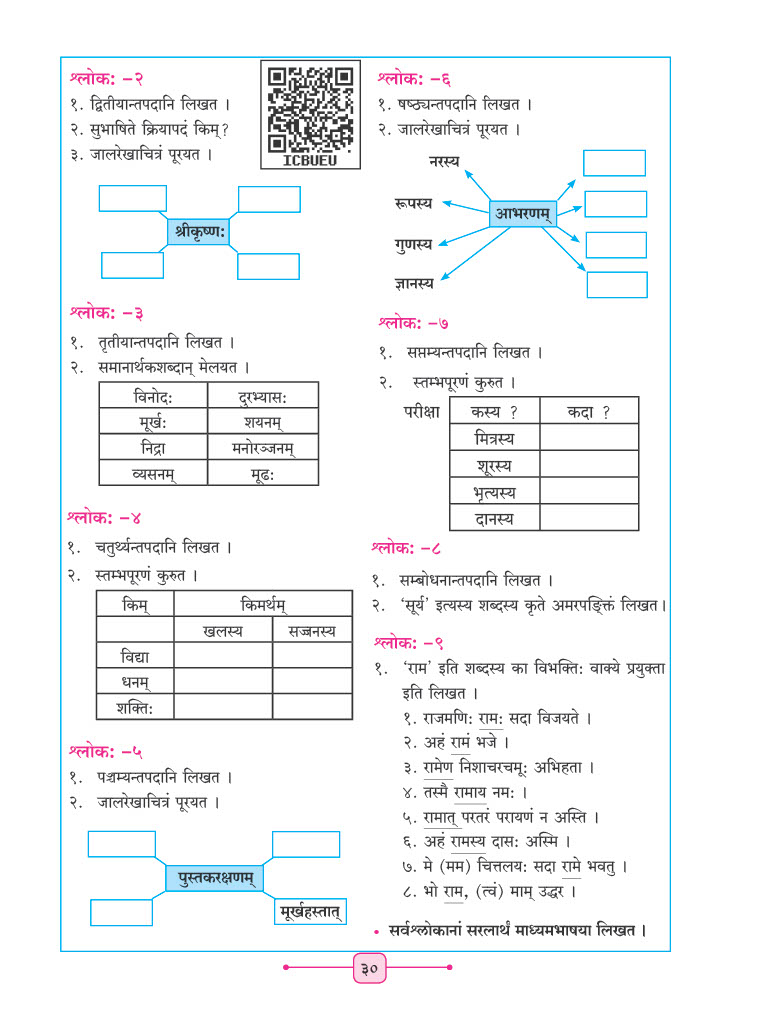 श्लोक: –२
१. द्वितीयान्तपदानि लिखत ।
२. सुभाषिते क्रियापदं किम्?
३. जालरेखाचित्रं पूरयत ।
ICBUEU
श्रीकृष्ण:
श्लोक: –३
१. तृतीयान्तपदानि लिखत ।
२. समानार्थकशब्दान् मेलयत ।
विनोद: दुरभ्यास:
मूर्ख: शयनम्
निद्रा मनोरञ्जनम्
व्यसनम् मूढ:
श्लोक: –४
१. चतुर्थ्यन्तपदानि लिखत ।
२. स्तम्भपूरणं कुरुत ।
किम् किमर्थम्
खलस्य सज्जनस्य
विद्या
धनम्
शक्ति:
श्लोक: –५
१. पञ्चम्यन्तपदानि लिखत ।
२. जालरेखाचित्रं पूरयत ।
पुस्तकरक्षणम्
मूर्खहस्तात्
श्लोक: –६
१. षष्ठ्यन्तपदानि लिखत ।
२. जालरेखाचित्रं पूरयत ।
नरस्य
रूपस्य
आभरणम्
गुणस्य
ज्ञानस्य
श्लोक: –७
१. सप्तम्यन्तपदानि लिखत ।
२. स्तम्भपूरणं कुरुत ।
परीक्षा कस्य ? कदा ?
मित्रस्य
शूरस्य
भृत्यस्य
दानस्य
श्लोक: –८
१. सम्बोधनान्तपदानि लिखत ।
२. ‘सूर्य’ इत्यस्य शब्दस्य कृते अमरपङ्क्तिं लिखत।
श्लोक: –९
१. ‘राम’ इति शब्दस्य का विभक्ति: वाक्ये प्रयुक्ता
इति लिखत ।
१. राजमणि: राम: सदा विजयते ।
२. अहं रामं भजे ।
३. रामेण निशाचरचमू: अभिहता ।
४. तस्मै रामाय नम: ।
५. रामात् परतरं परायणं न अस्ति ।
६. अहं रामस्य दास: अस्मि ।
७. मे (मम) चित्तलय: सदा रामे भवतु ।
८. भो राम, (त्वं) माम् उद्धर ।
• सर्वश्लोकानां सरलार्थं माध्यमभाषया लिखत ।
३०